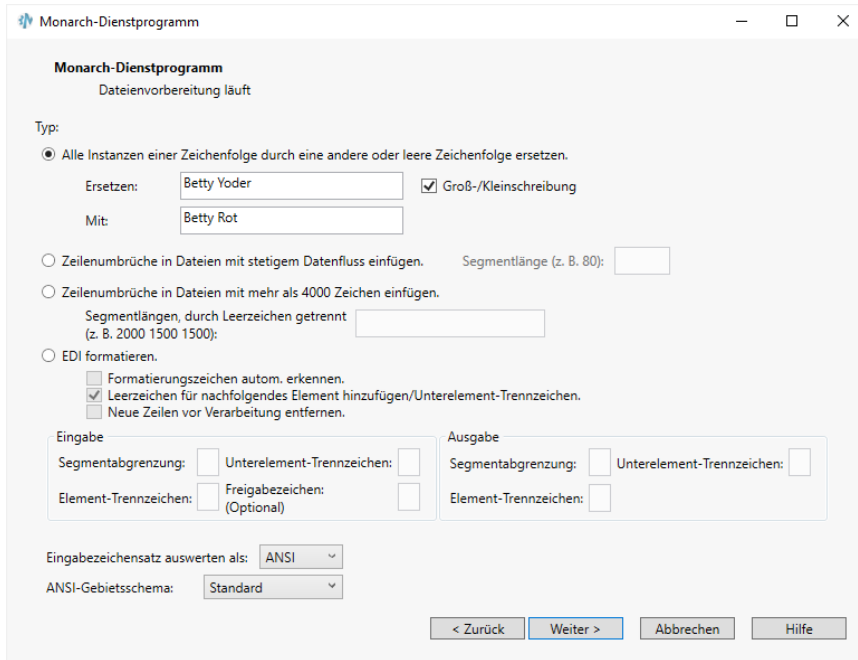 Monarch-Dienstprogramm
Monarch-Dienstprogramm
Dateienvorbereitung läuft
Typ:
Alle Instanzen einer Zeichenfolge durch eine andere oder leere Zeichenfolge ersetzen.
Ersetzen: Betty Yoder Groß-/Kleinschreibung
Mit: Betty Rot
Zeilenumbrüche in Dateien mit stetigem Datenfluss einfügen. Segmentlänge (z. B. 80):
Zeilenumbrüche in Dateien mit mehr als 4000 Zeichen einfügen.
Segmentlängen, durch Leerzeichen getrennt
(z. B. 2000 1500 1500):
EDI formatieren.
Formatierungszeichen autom. erkennen.
Leerzeichen für nachfolgendes Element hinzufügen/Unterelement-Trennzeichen.
Neue Zeilen vor Verarbeitung entfernen.
Eingabe
Segmentabgrenzung: Unterelement-Trennzeichen:
Element-Trennzeichen: Freigabezeichen:
(Optional)
Ausgabe
Segmentabgrenzung: Unterelement-Trennzeichen:
Element-Trennzeichen:
Eingabezeichensatz auswerten als: ANSI
ANSI-Gebietsschema: Standard
< Zurück Weiter > Abbrechen Hilfe